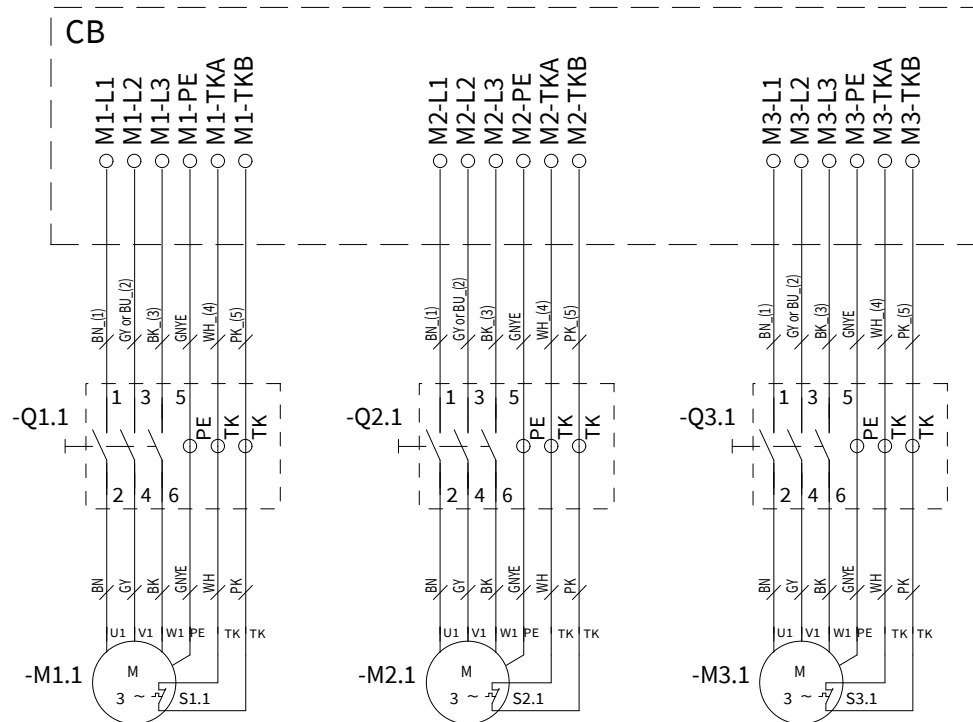 CB
M1-L1 M1-L2 M1-L3 M1-PE M1-TKA M1-TKB
M2-L1 M2-L2 M2-L3 M2-PE M2-TKA M2-TKB
M3-L1 M3-L2 M3-L3 M3-PE M3-TKA M3-TKB
BN_(1) GY or BU_(2) BK_(3) GNYE WH_(4) PK_(5)
BN_(1) GY or BU_(2) BK_(3) GNYE WH_(4) PK_(5)
BN_(1) GY or BU_(2) BK_(3) GNYE WH_(4) PK_(5)
1 3 5
1 3 5
1 3 5
-Q1.1 PE TK TK
-Q2.1 PE TK TK
-Q3.1 PE TK TK
2 4 6
2 4 6
2 4 6
BN GY BK GNYE WH PK
BN GY BK GNYE WH PK
BN GY BK GNYE WH PK
U1 V1 W1 PE TK TK
U1 V1 W1 PE TK TK
U1 V1 W1 PE TK TK
-M1.1 M
-M2.1 M
-M3.1 M
3 ~ S1.1
3 ~ S2.1
3 ~ S3.1